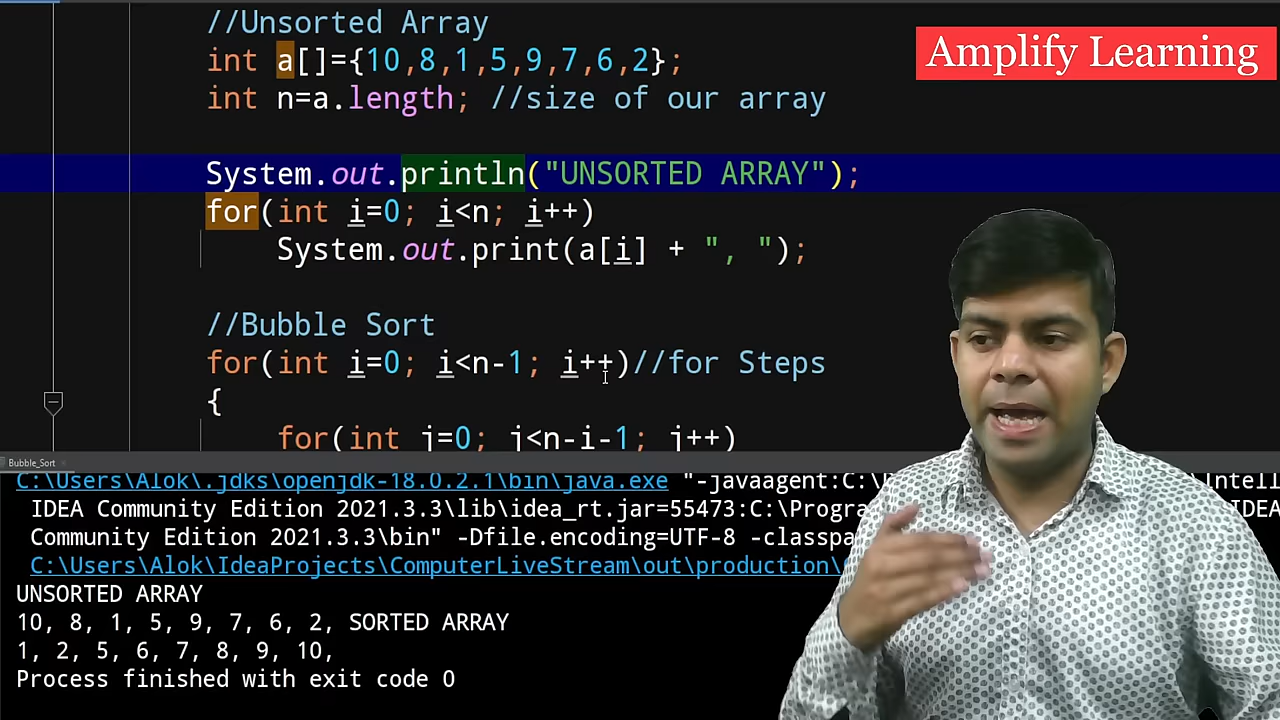 //Unsorted Array
int a[]={10,8,1,5,9,7,6,2};
int n=a.length; //size of our array
System.out.println("UNSORTED ARRAY");
for(int i=0; i<n; i++)
System.out.print(a[i] + ", ");
//Bubble Sort
for(int i=0; i<n-1; i++)//for Steps
{
for(int j=0; j<n-i-1; j++)
Amplify Learning
Bubble_Sort
C:\Users\Alok\.jdks\openjdk-18.0.2.1\bin\java.exe "-javaagent:C:\
IDEA Community Edition 2021.3.3\lib\idea_rt.jar=55473:C:\Progra IDEA
Community Edition 2021.3.3\bin" -Dfile.encoding=UTF-8 -classpa
C:\Users\Alok\IdeaProjects\ComputerLiveStream\out\production\
UNSORTED ARRAY
10, 8, 1, 5, 9, 7, 6, 2, SORTED ARRAY
1, 2, 5, 6, 7, 8, 9, 10,
Process finished with exit code 0